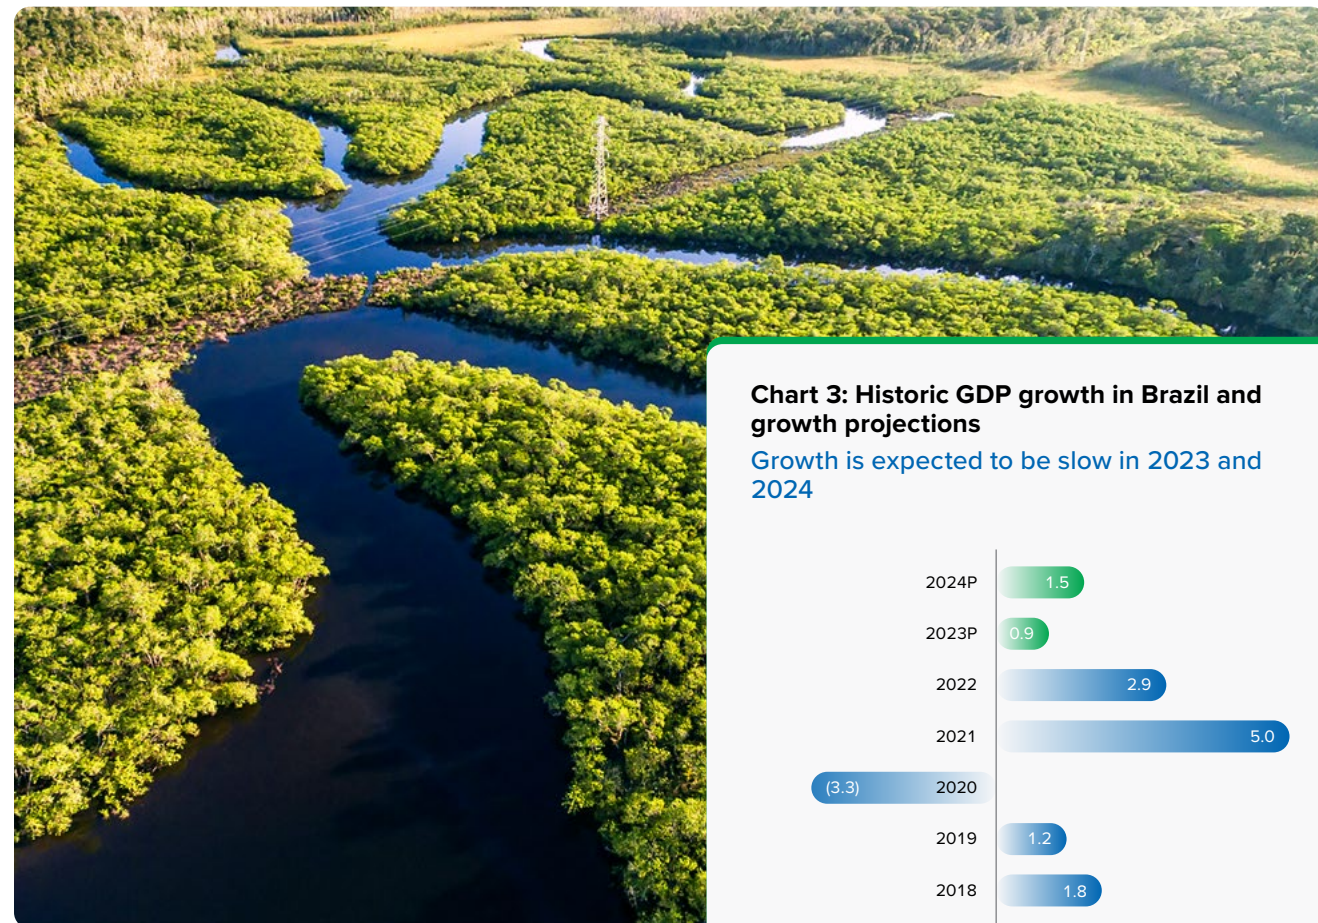 Chart 3: Historic GDP growth in Brazil and
growth projections
Growth is expected to be slow in 2023 and
2024
2024P 1.5
2023P 0.9
2022 2.9
2021 5.0
(3.3) 2020
2019 1.2
2018 1.8